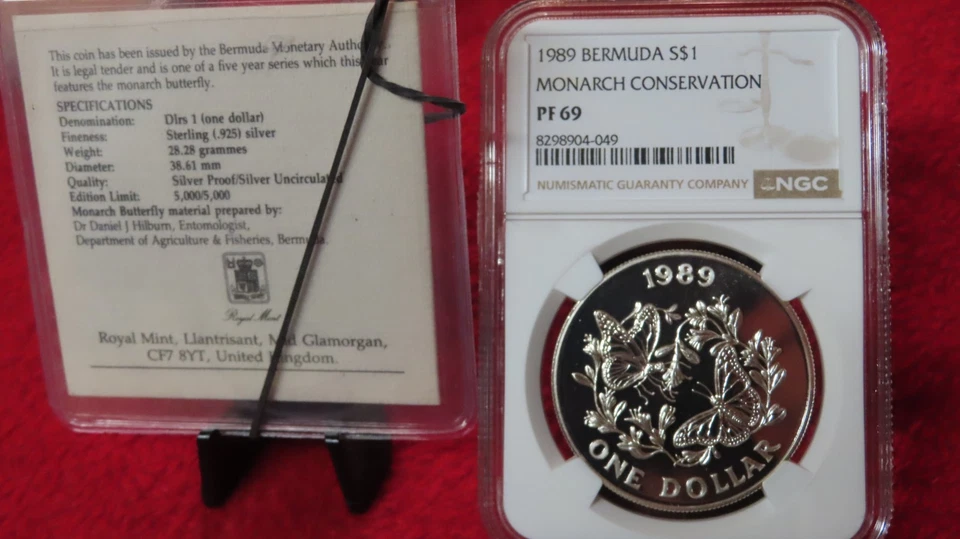 This coin has been issued by the Bermuda Monetary
It is legal tender and is one of a five year series which this year
features the monarch butterfly.
SPECIFICATIONS
Denomination: Dlrs 1 (one dollar)
Fineness: Sterling (.925) silver
Weight: 28.28 grammes
Diameter: 38.61 mm
Quality: Silver Proof/Silver Uncirculated
Edition Limit: 5,000/5,000
Monarch Butterfly material prepared by:
Dr Daniel J Hilburn, Entomologist,
Department of Agriculture & Fisheries, Bermuda.
Royal Mint
Royal Mint, Llantrisant, Mid Glamorgan,
CF7 8YT, United Kingdom.
1989 BERMUDA S$1
MONARCH CONSERVATION
PF 69
8298904-049
NUMISMATIC GUARANTY COMPANY NGC
1989
ONE DOLLAR